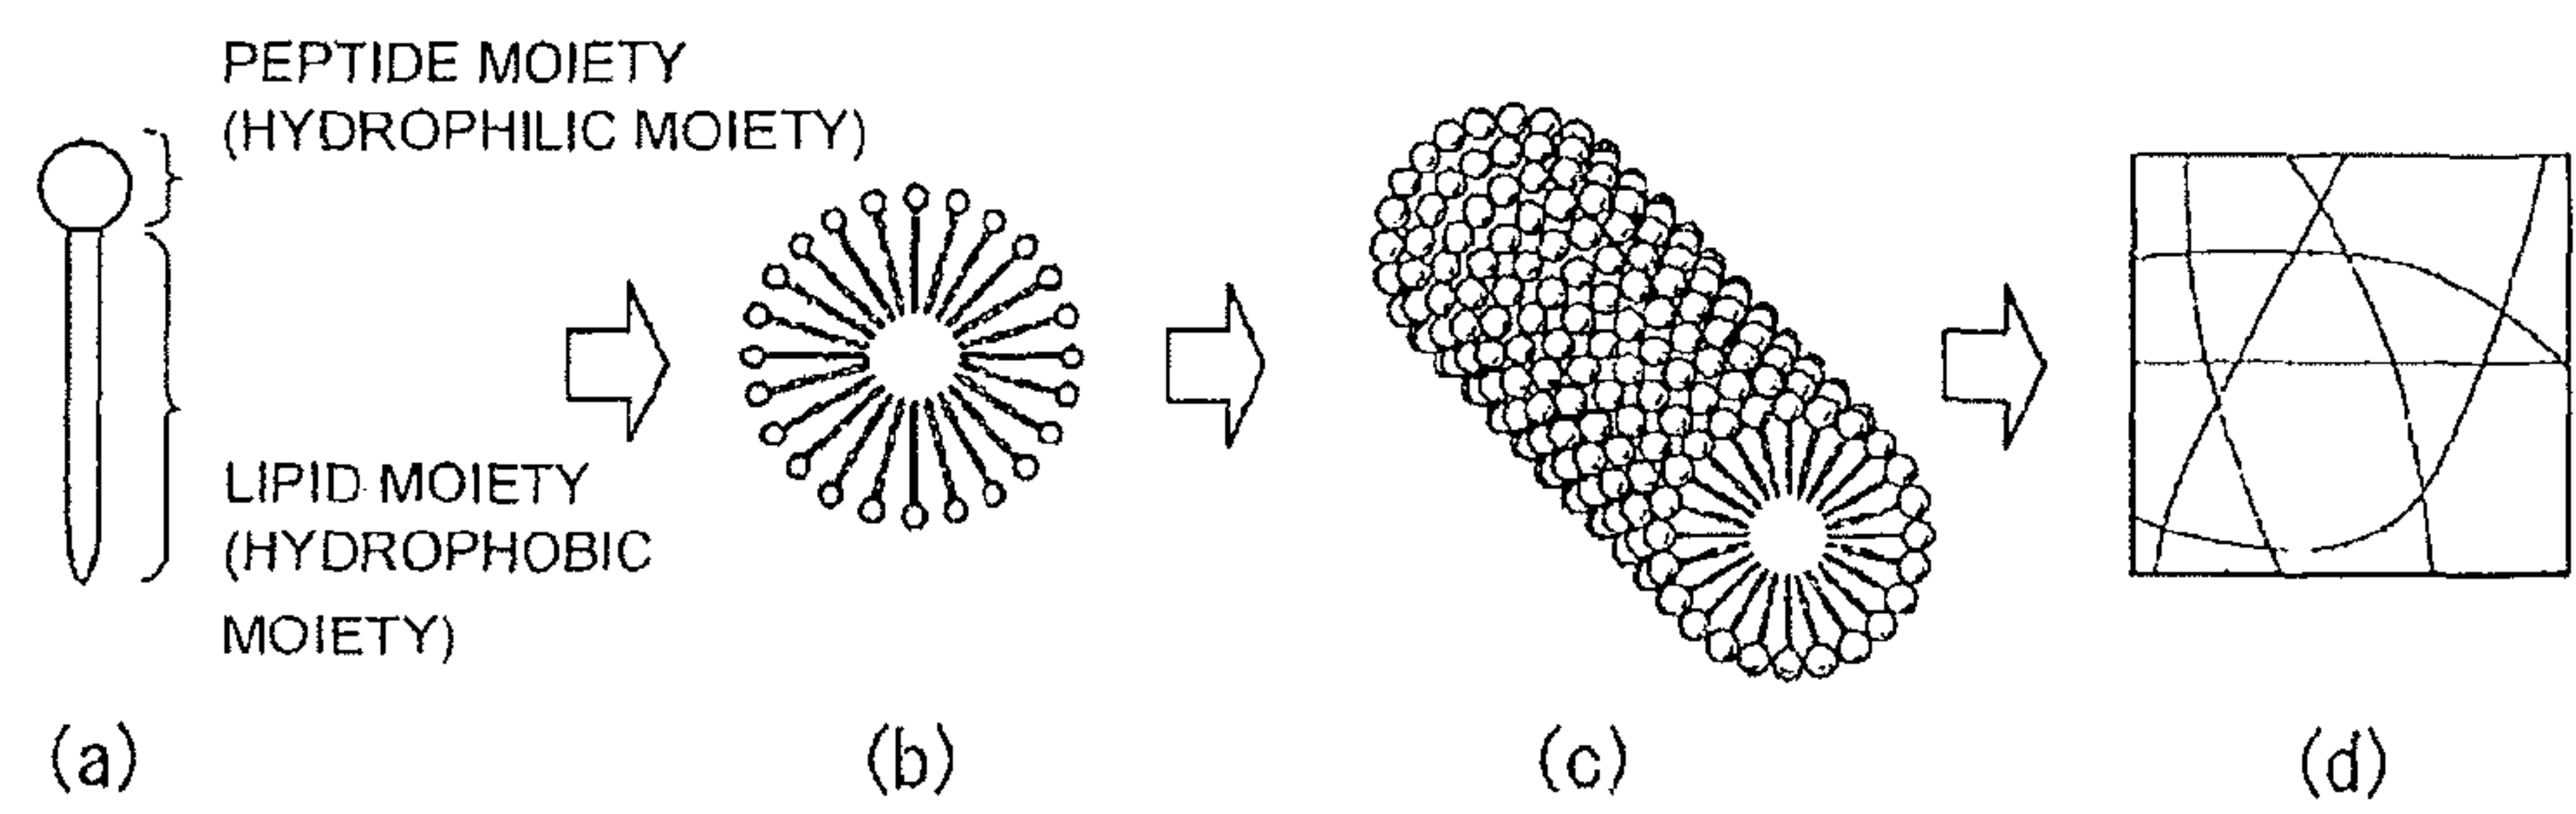 PEPTIDE MOIETY
(HYDROPHILIC MOIETY)
LIPID MOIETY
(HYDROPHOBIC
MOIETY)
(a)
(b)
(c)
(d)